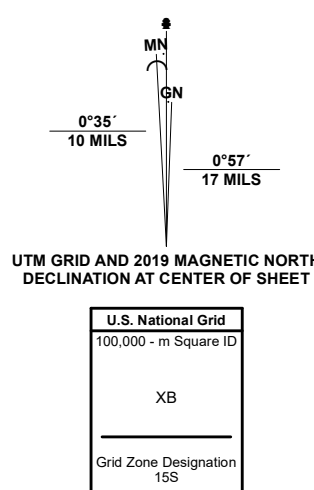 MN
GN
0°35´
10 MILS
0°57´
17 MILS
UTM GRID AND 2019 MAGNETIC NORTH
DECLINATION AT CENTER OF SHEET
U.S. National Grid
100,000 - m Square ID
XB
Grid Zone Designation
15S